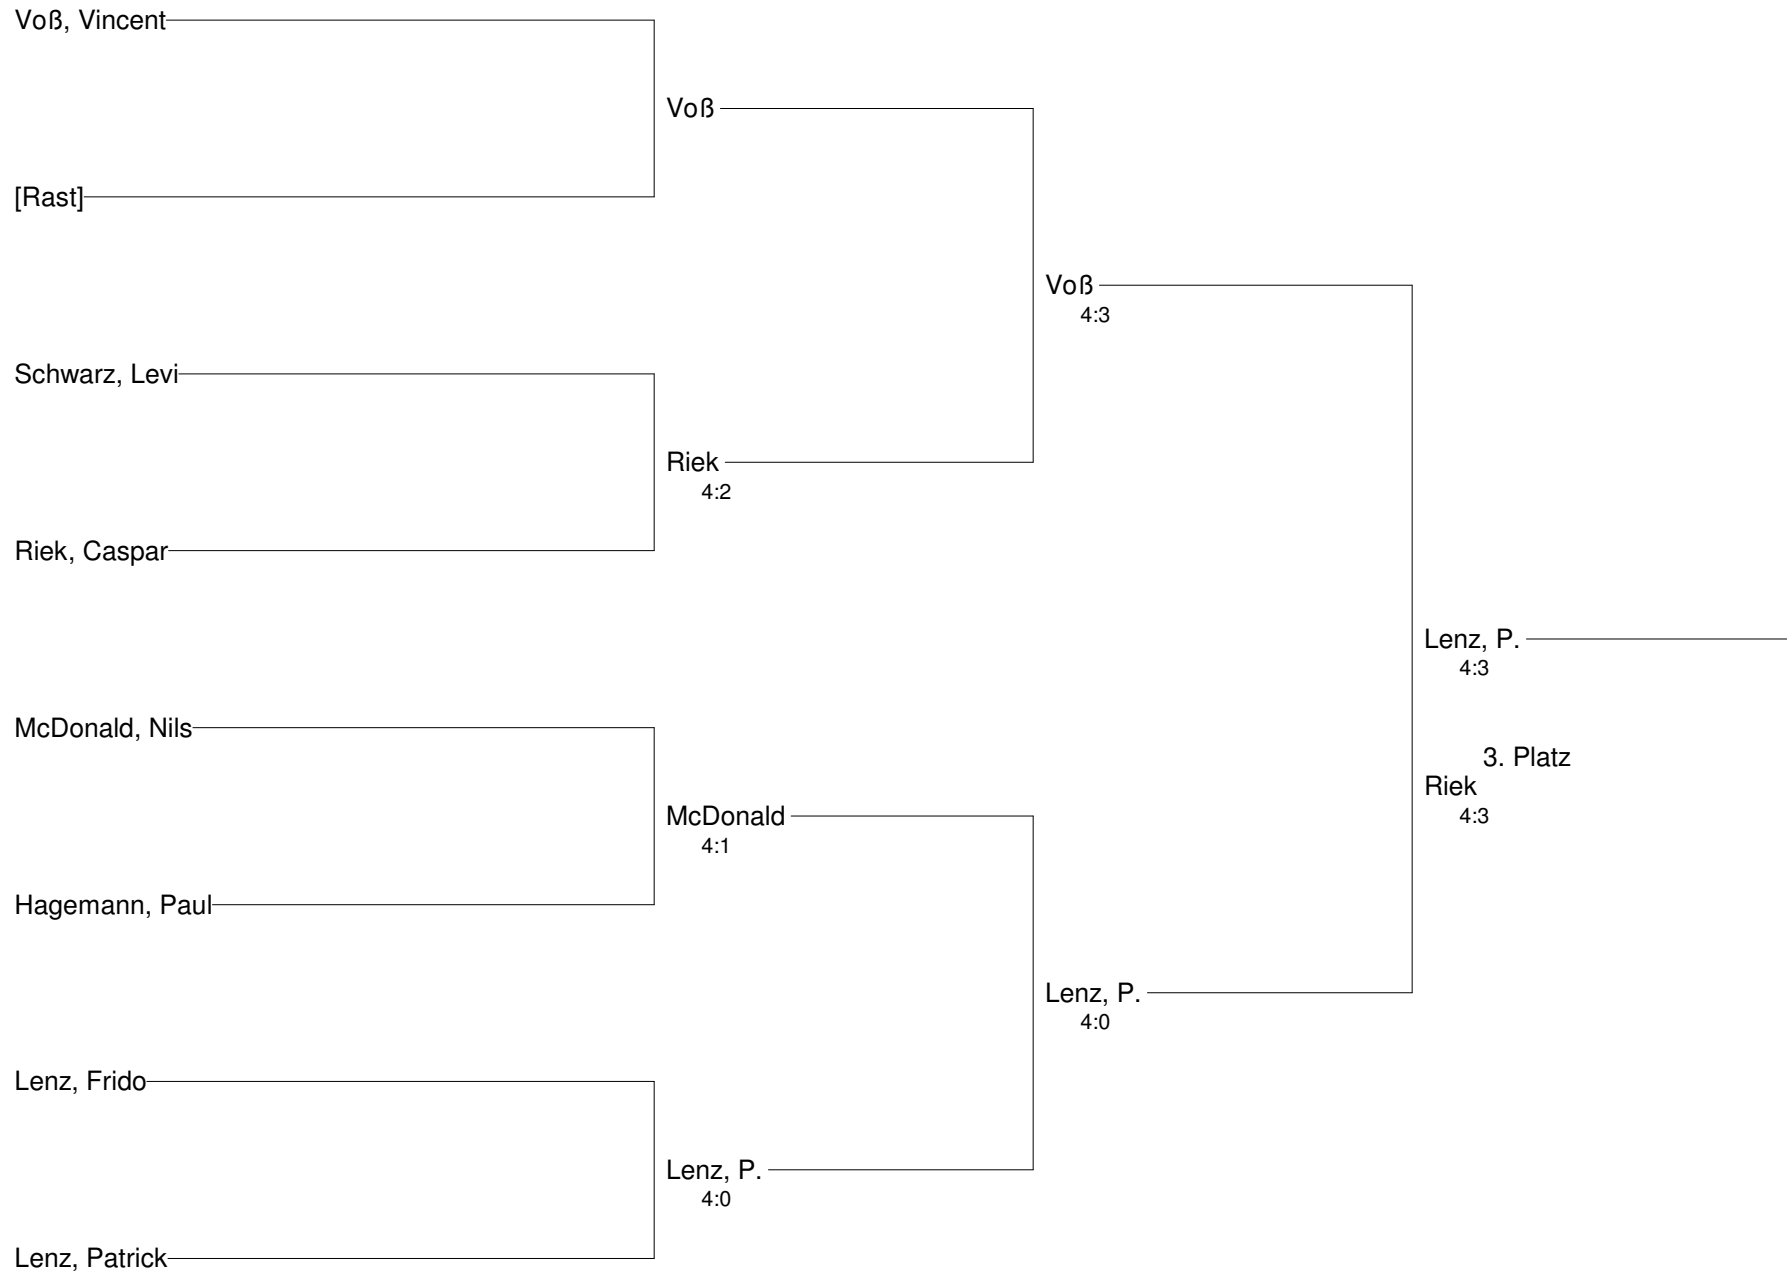 Voß, Vincent
Voß
[Rast]
Voß
4:3
Schwarz, Levi
Riek
4:2
Riek, Caspar
Lenz, P.
4:3
McDonald, Nils
3. Platz
Riek
4:3
McDonald
4:1
Hagemann, Paul
Lenz, P.
4:0
Lenz, Frido
Lenz, P.
4:0
Lenz, Patrick